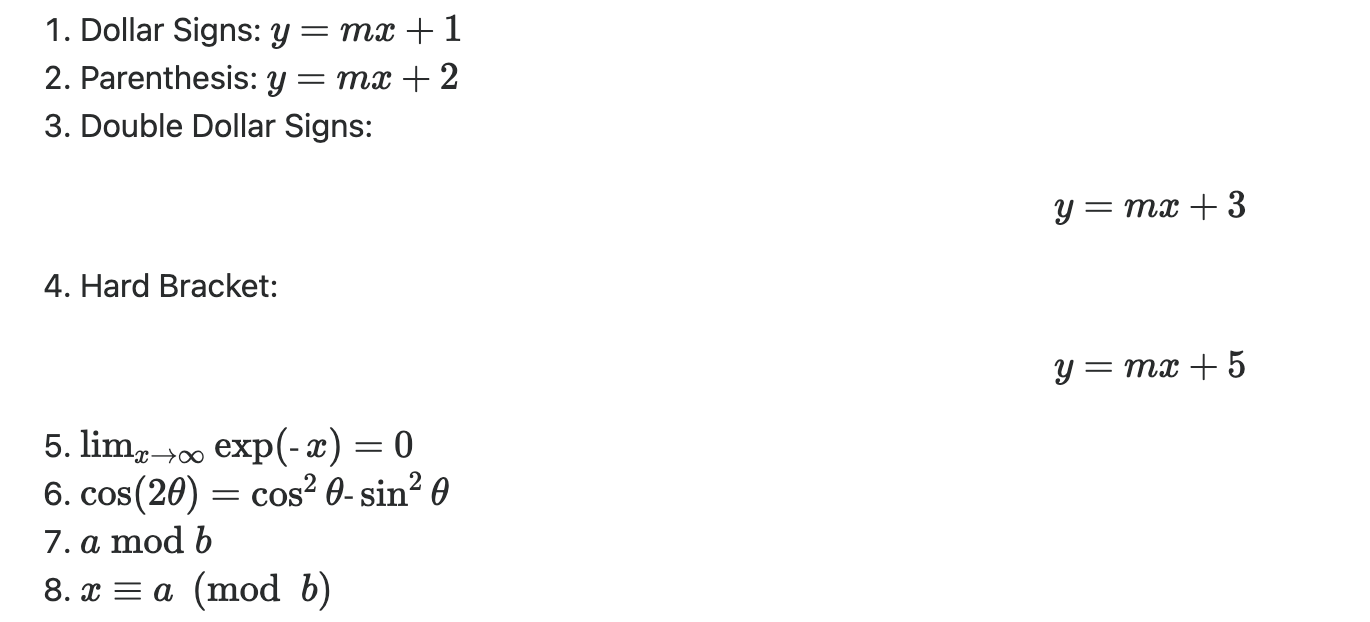 1. Dollar Signs: y = mx + 1
2. Parenthesis: y = mx + 2
3. Double Dollar Signs:
y = mx + 3
4. Hard Bracket:
y = mx + 5
5. lim_{x→∞} exp(-x) = 0
6. cos(2θ) = cos² θ- sin² θ
7. a mod b
8. x ≡ a (mod b)